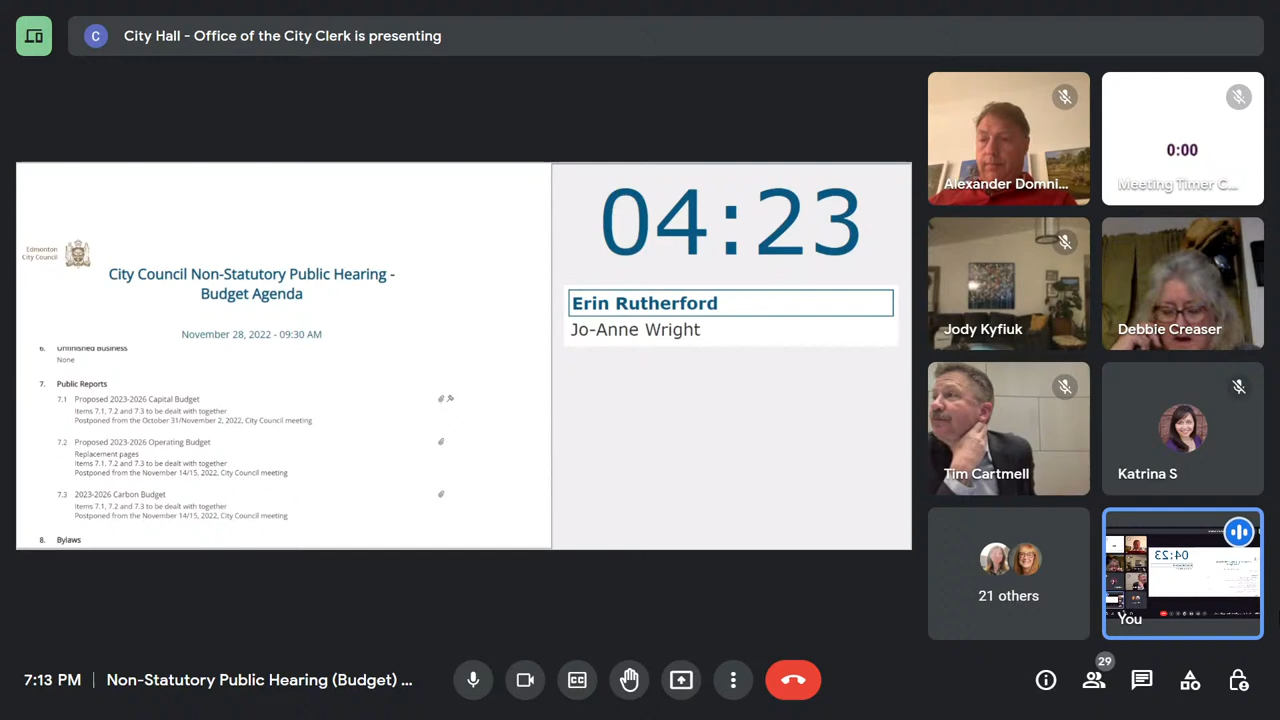 C City Hall - Office of the City Clerk is presenting
Edmonton
City Council
City Council Non-Statutory Public Hearing -
Budget Agenda
November 28, 2022 - 09:30 AM
6. Unfinished Business
None
7. Public Reports
7.1 Proposed 2023-2026 Capital Budget
Items 7.1, 7.2 and 7.3 to be dealt with together
Postponed from the October 31/November 2, 2022, City Council meeting
7.2 Proposed 2023-2026 Operating Budget
Replacement pages
Items 7.1, 7.2 and 7.3 to be dealt with together
Postponed from the November 14/15, 2022, City Council meeting
7.3 2023-2026 Carbon Budget
Items 7.1, 7.2 and 7.3 to be dealt with together
Postponed from the November 14/15, 2022, City Council meeting
8. Bylaws
04:23
Erin Rutherford
Jo-Anne Wright
Alexander Domni...
0:00
Meeting Timer C...
Jody Kyfiuk
Debbie Creaser
Tim Cartmell
Katrina S
21 others
04:23
You
7:13 PM
Non-Statutory Public Hearing (Budget) ...
CC
29